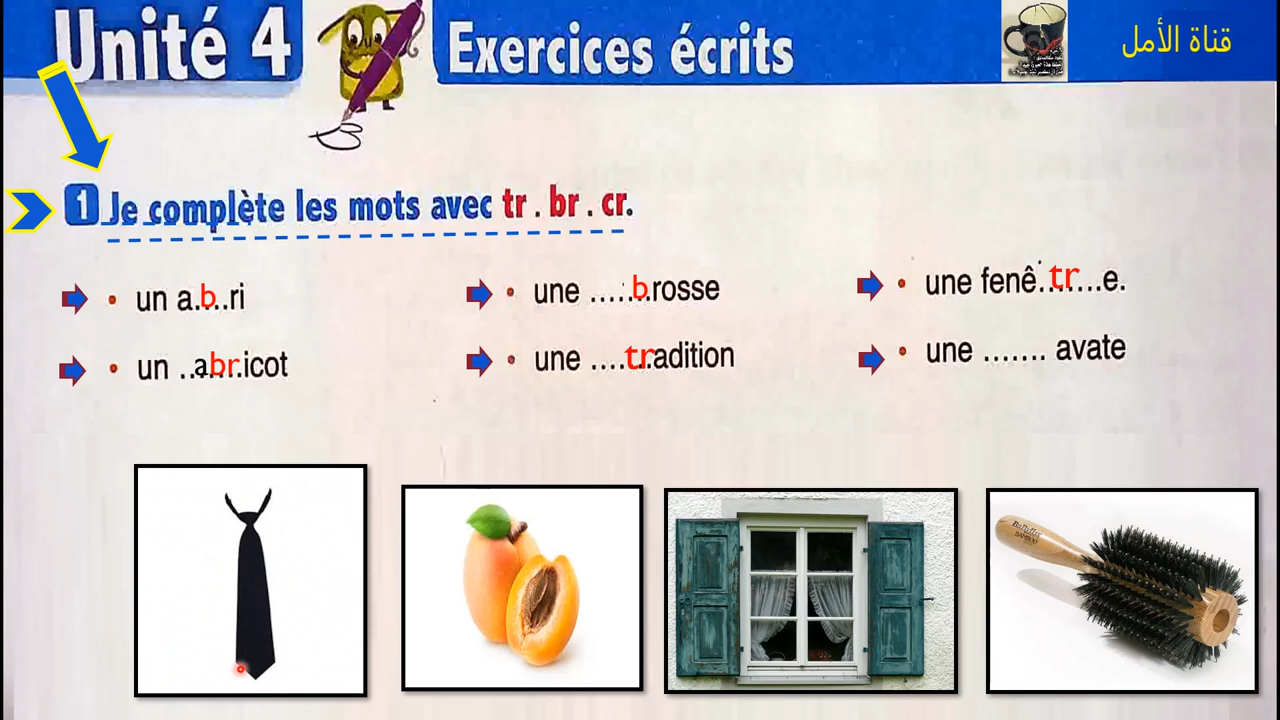 Unité 4
Exercices écrits
قناة الأمل
1 Je complète les mots avec tr . br . cr.
• un a.b...ri
• une ......b.rosse
• une fenê.tr...e.
• un ..abr.icot
• une ....tr.adition
• une ....... avate